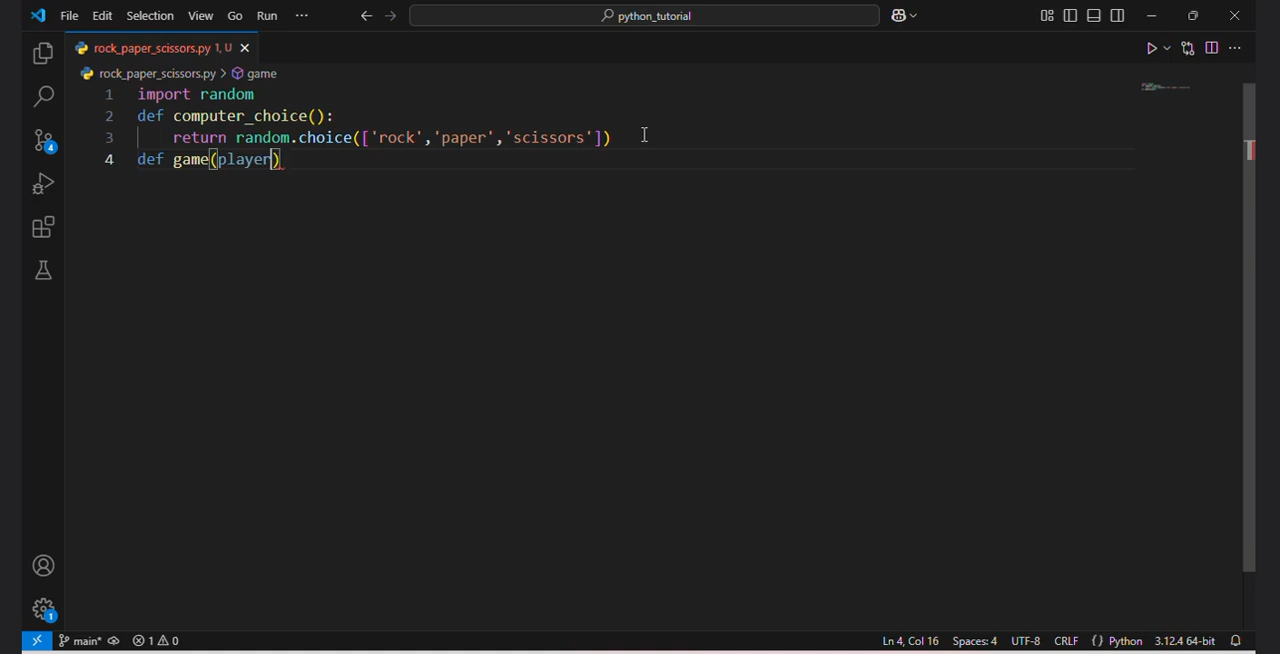 File Edit Selection View Go Run ··· python_tutorial
rock_paper_scissors.py 1, U
rock_paper_scissors.py > game
1 import random
2 def computer_choice():
3 return random.choice(['rock','paper','scissors'])
4 def game(player)
4
1
main* 1 0 Ln 4, Col 16 Spaces: 4 UTF-8 CRLF {} Python 3.12.4 64-bit